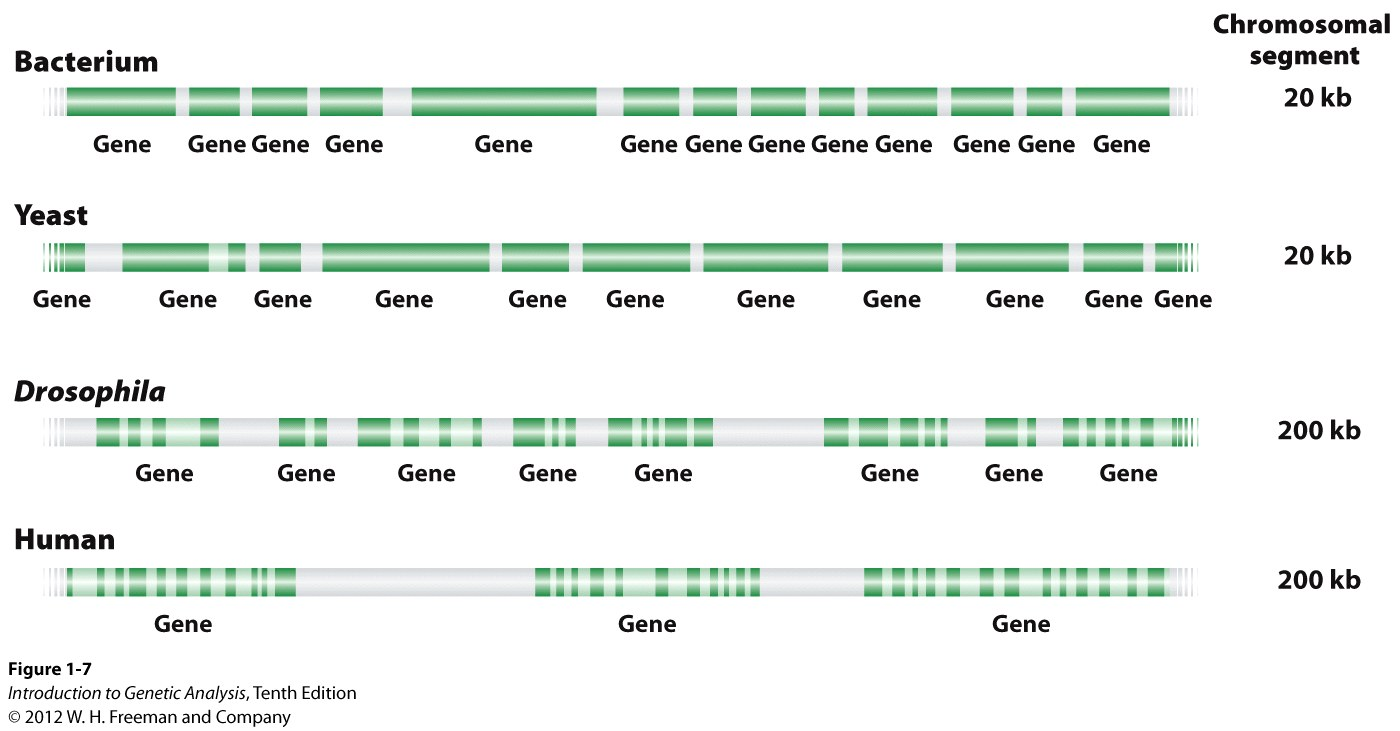 Chromosomal
segment
Bacterium
20 kb
Gene Gene Gene Gene Gene Gene Gene Gene Gene Gene Gene Gene Gene
Yeast
20 kb
Gene Gene Gene Gene Gene Gene Gene Gene Gene Gene Gene
Drosophila
200 kb
Gene Gene Gene Gene Gene Gene Gene Gene
Human
200 kb
Gene Gene Gene
Figure 1-7
Introduction to Genetic Analysis, Tenth Edition
© 2012 W. H. Freeman and Company